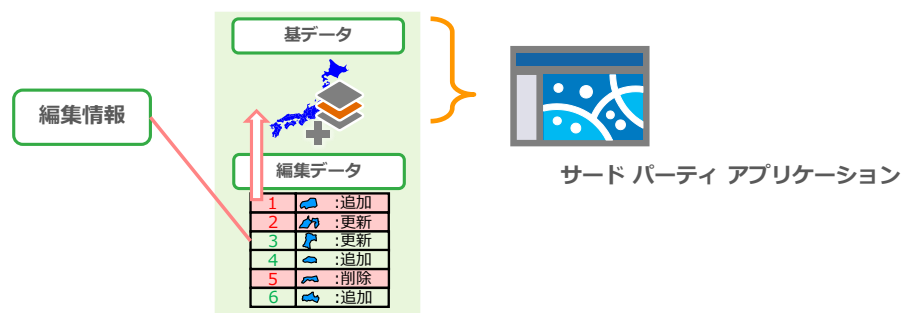 基データ
編集情報
編集データ
1 :追加
2 :更新
3 :更新
4 :追加
5 :削除
6 :追加
サード パーティ アプリケーション